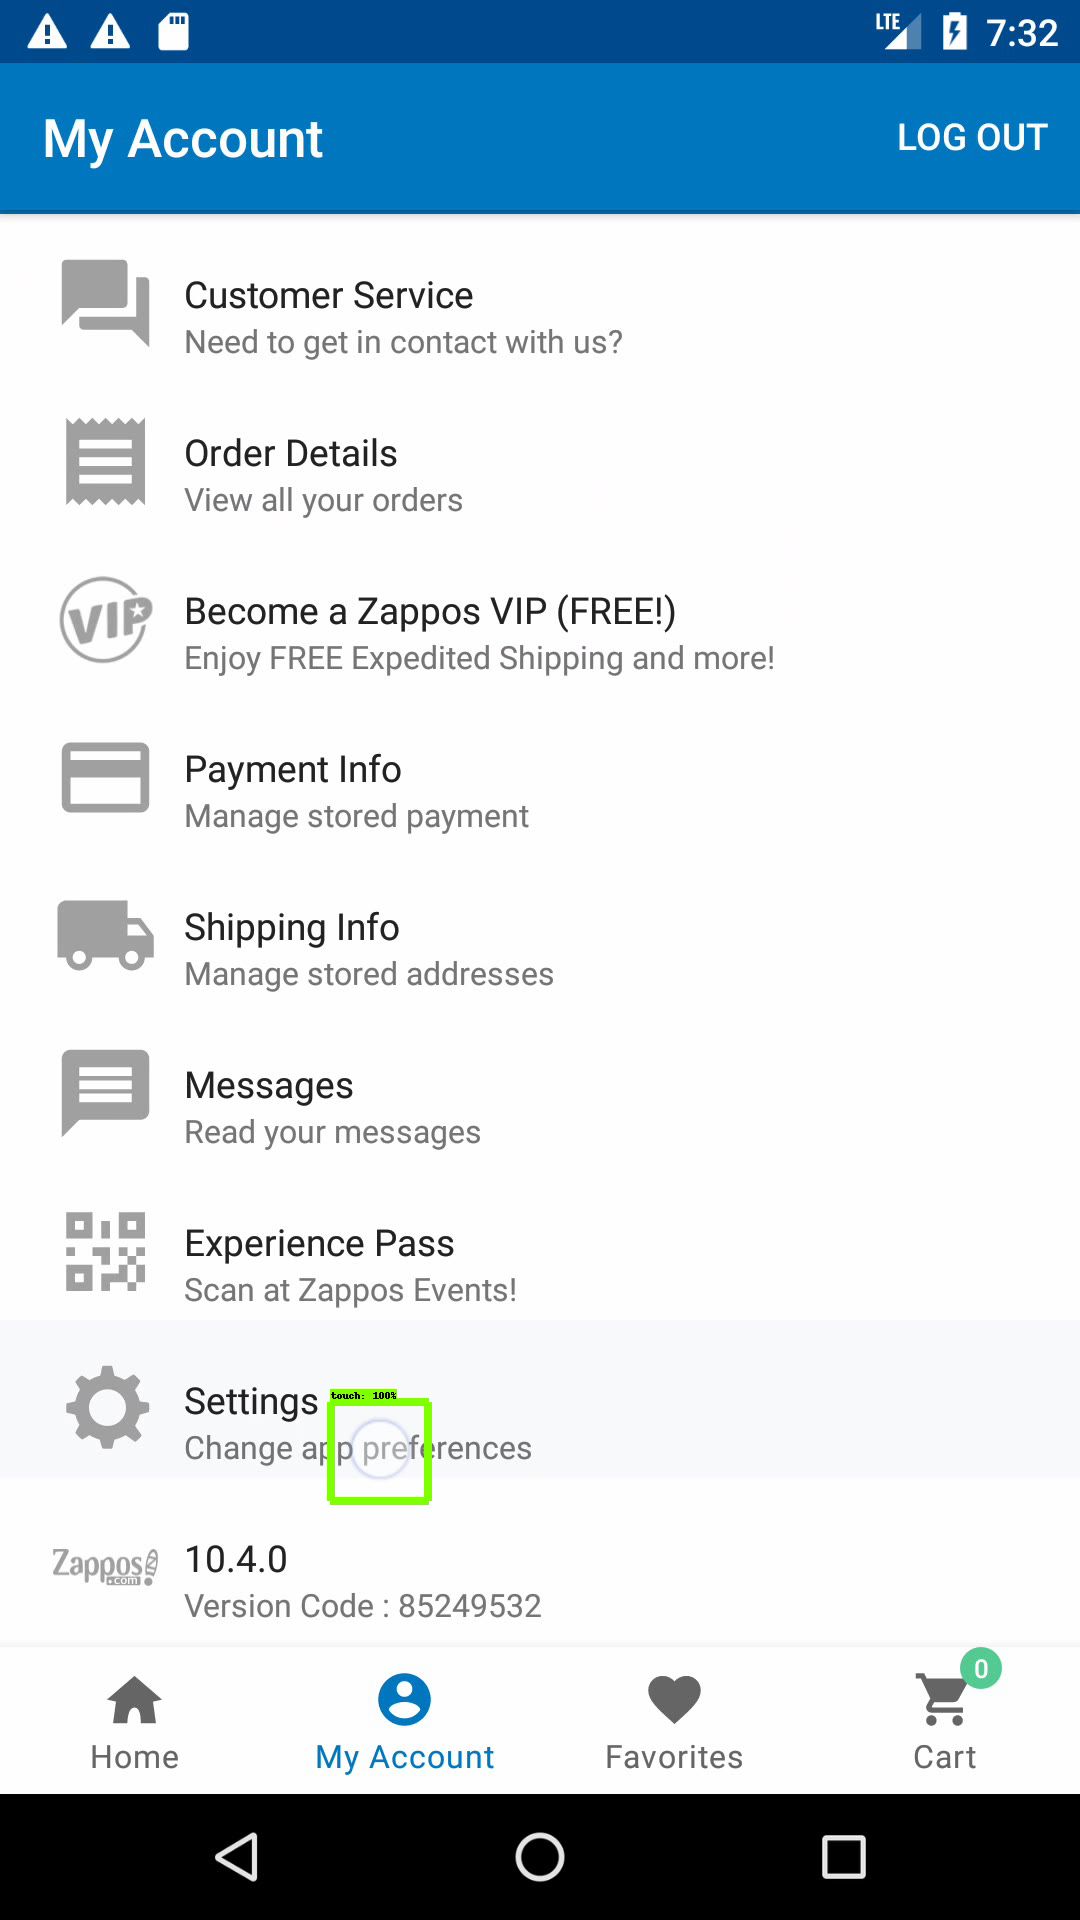 LTE 7:32
My Account LOG OUT
Customer Service
Need to get in contact with us?
Order Details
View all your orders
VIP
Become a Zappos VIP (FREE!)
Enjoy FREE Expedited Shipping and more!
Payment Info
Manage stored payment
Shipping Info
Manage stored addresses
Messages
Read your messages
Experience Pass
Scan at Zappos Events!
touch: 100%
Settings
Change app preferences
Zappos
.com
10.4.0
Version Code : 85249532
0
Home My Account Favorites Cart